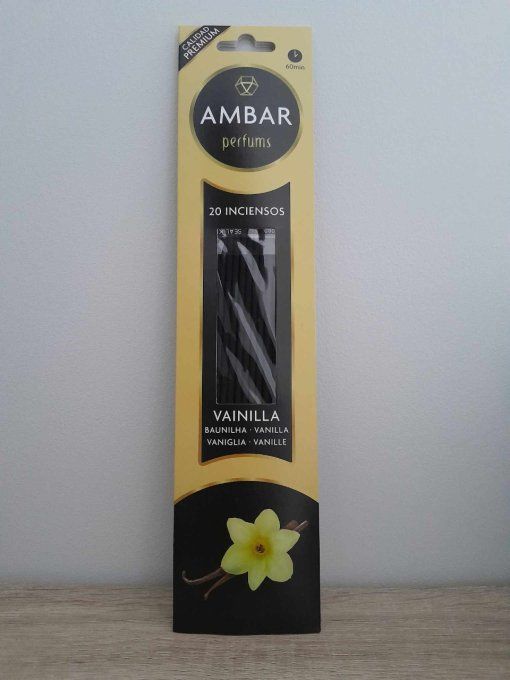 CALIDAD
PREMIUM
60min
AMBAR
perfums
20 INCIENSOS
VAINILLA
BAUNILHA · VANILLA
VANIGLIA · VANILLE